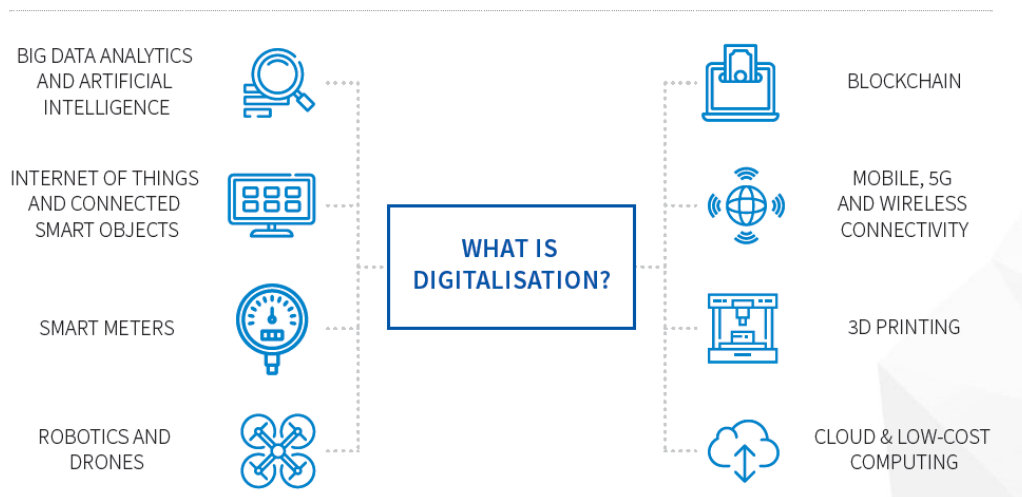 BIG DATA ANALYTICS
AND ARTIFICIAL
INTELLIGENCE
INTERNET OF THINGS
AND CONNECTED
SMART OBJECTS
SMART METERS
ROBOTICS AND
DRONES
WHAT IS
DIGITALISATION?
BLOCKCHAIN
MOBILE, 5G
AND WIRELESS
CONNECTIVITY
3D PRINTING
CLOUD & LOW-COST
COMPUTING